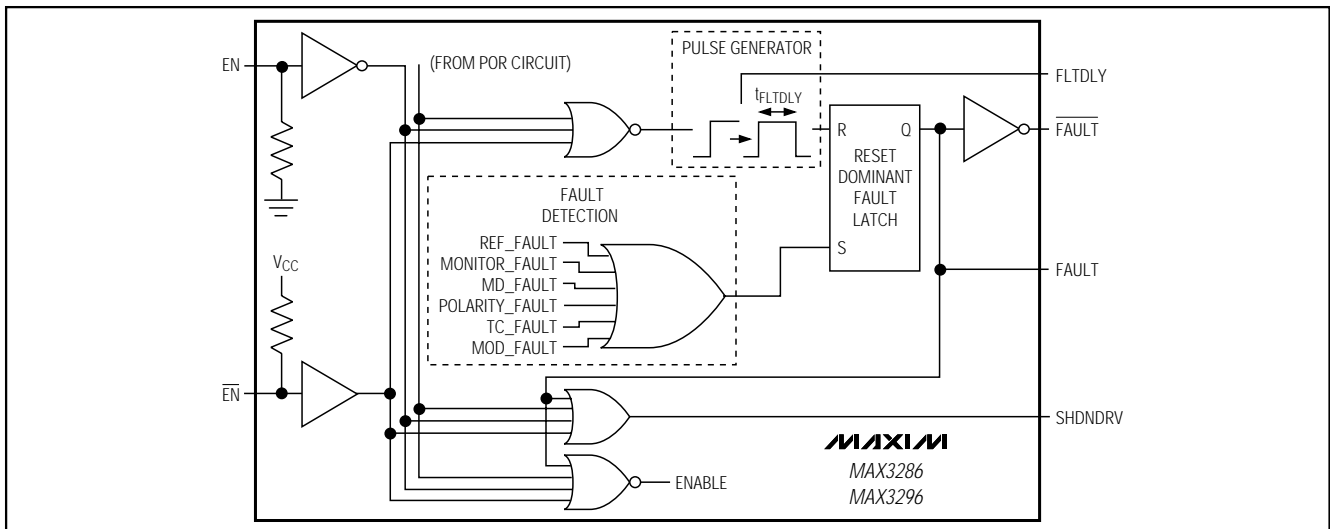 PULSE GENERATOR
EN
(FROM POR CIRCUIT)
FLTDLY
tFLTDLY
R
Q
FAULT
RESET
DOMINANT
FAULT
LATCH
FAULT
DETECTION
S
REF_FAULT
MONITOR_FAULT
MD_FAULT
POLARITY_FAULT
TC_FAULT
MOD_FAULT
VCC
FAULT
EN
SHDNDRV
MAXIM
MAX3286
MAX3296
ENABLE